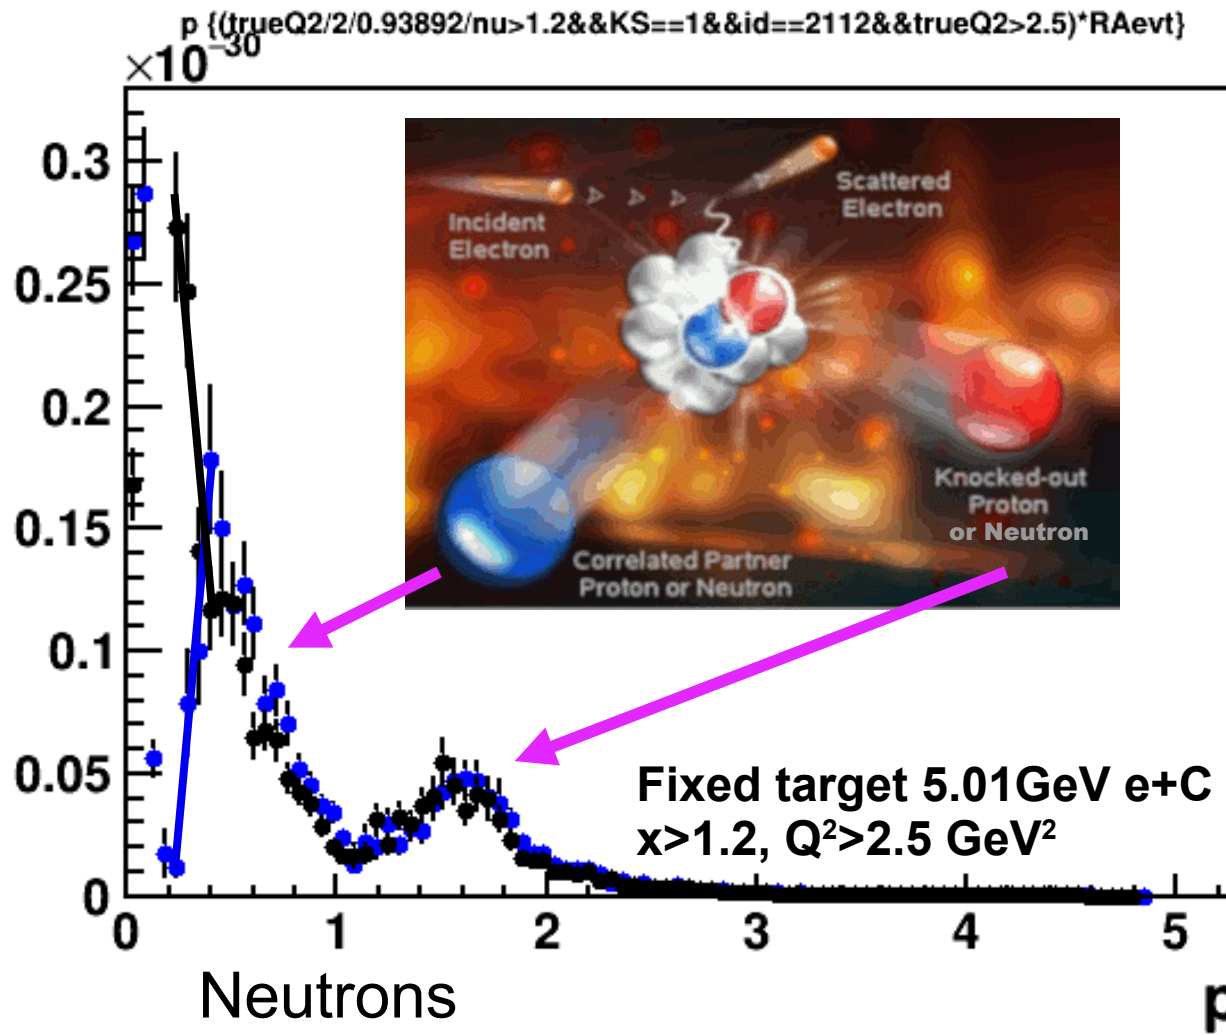 p {(trueQ2/2/0.93892/nu>1.2&&KS==1&&id==2112&&trueQ2>2.5)*RAevt}
×10⁻³⁰
0.3
0.25
0.2
0.15
0.1
0.05
0
0 1 2 3 4 5
Incident
Electron
Scattered
Electron
Knocked-out
Proton
or Neutron
Correlated Partner
Proton or Neutron
Fixed target 5.01GeV e+C
x>1.2, Q²>2.5 GeV²
Neutrons
p